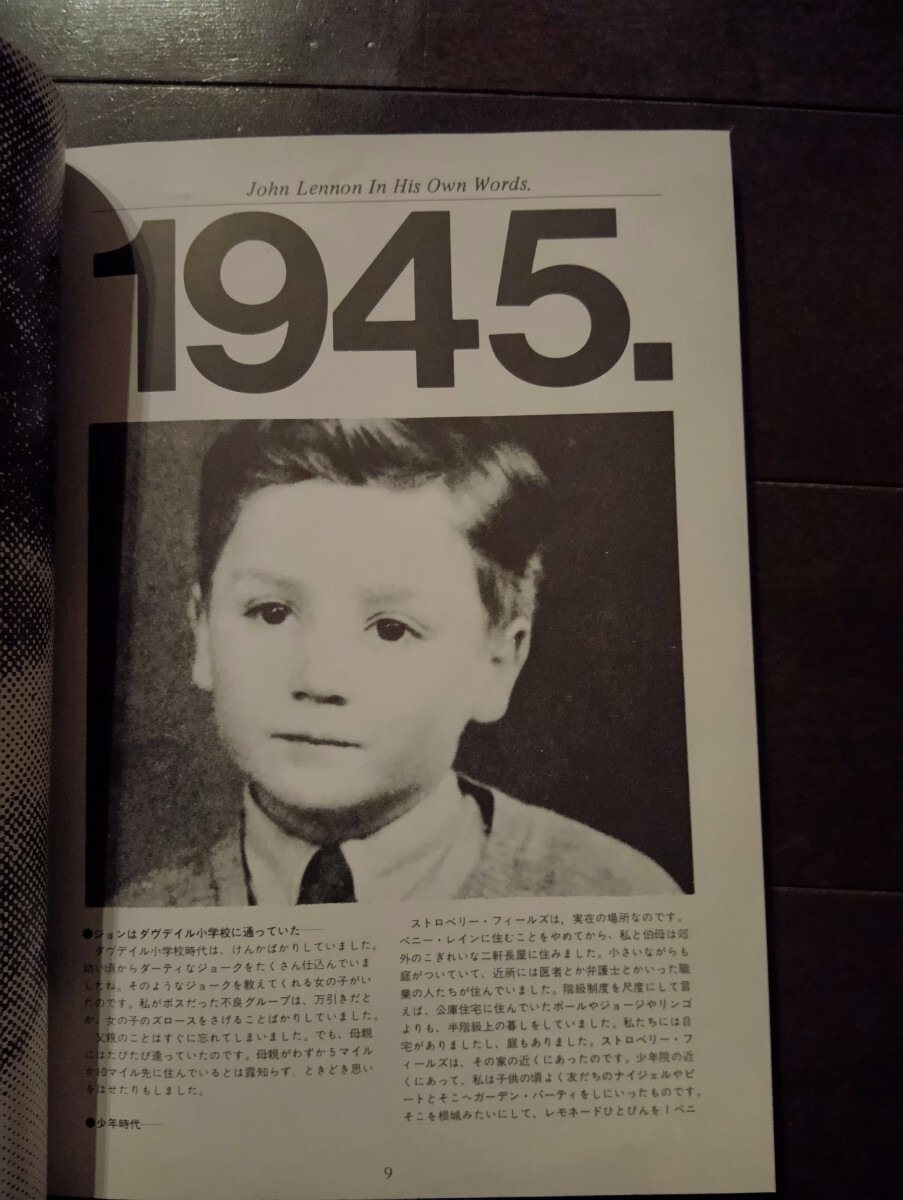 John Lennon In His Own Words.
1945.
●ジョンはダヴデイル小学校に通っていた――
ダヴデイル小学校時代は、けんかばかりしていました。
幼い頃からダーティなジョークをたくさん仕込んでいま
したね。そのようなジョークを教えてくれる女の子がい
たのです。私がボスだった不良グループは、万引きだと
か、女の子のズロースをさげることばかりしていました。
父親のことはすぐに忘れてしまいました。でも、母親
にはたびたび逢っていたのです。母親がわずか5マイル
か10マイル先に住んでいるとは露知らず、ときどき思い
をはせたりもしました。
●少年時代――
ストロベリー・フィールズは、実在の場所なのです。
ペニー・レインに住むことをやめてから、私と伯母は郊
外のこぎれいな二軒長屋に住みました。小さいながらも
庭がついていて、近所には医者とか弁護士とかいった職
業の人たちが住んでいました。階級制度を尺度にして言
えば、公庫住宅に住んでいたポールやジョージやリンゴ
よりも、半階級上の暮しをしていました。私たちには自
宅がありましたし、庭もありました。ストロベリー・フ
ィールズは、その家の近くにあったのです。少年院の近
くにあって、私は子供の頃よく友だちのナイジェルやピ
ートとそこへガーデン・パーティをしにいったものです。
そこを根城みたいにして、レモネードひとびんを1ペニ
9